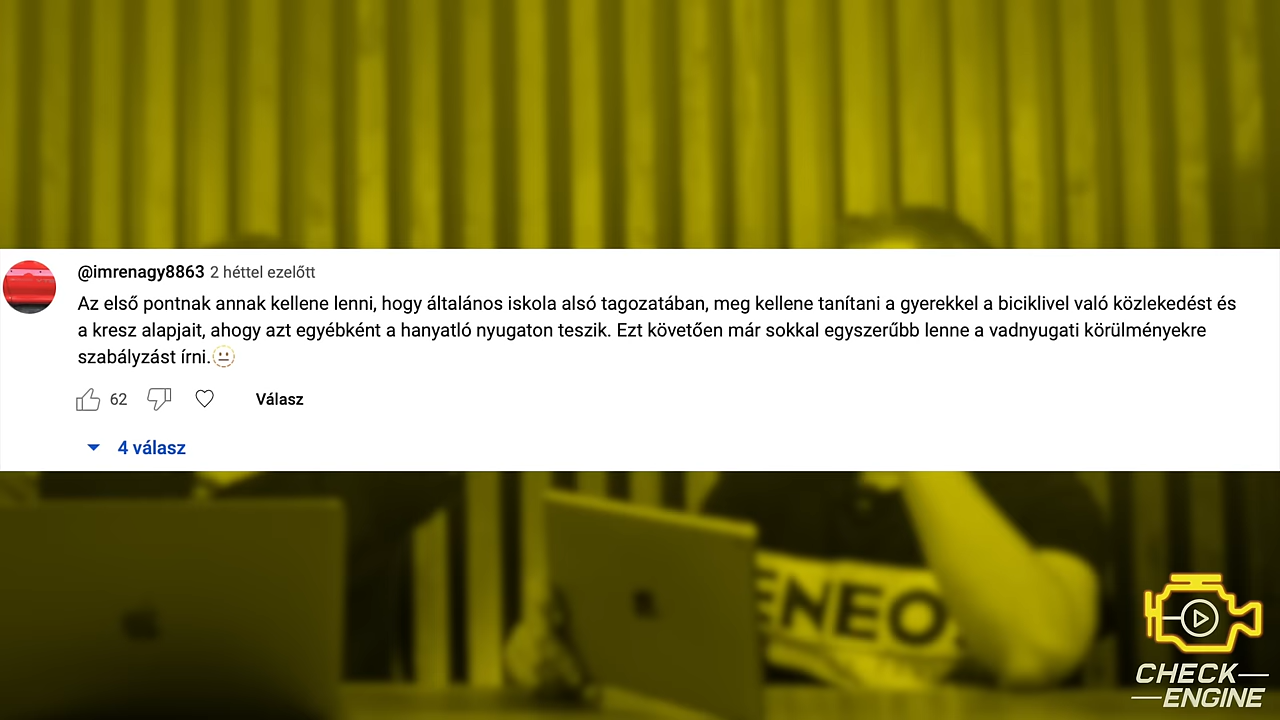 @imrenagy8863 2 héttel ezelőtt
Az első pontnak annak kellene lenni, hogy általános iskola alsó tagozatában, meg kellene tanítani a gyerekkel a biciklivel való közlekedést és
a kresz alapjait, ahogy azt egyébként a hanyatló nyugaton teszik. Ezt követően már sokkal egyszerűbb lenne a vadnyugati körülményekre
szabályzást írni.😐
62 Válasz
4 válasz
ENEOS
CHECK
ENGINE